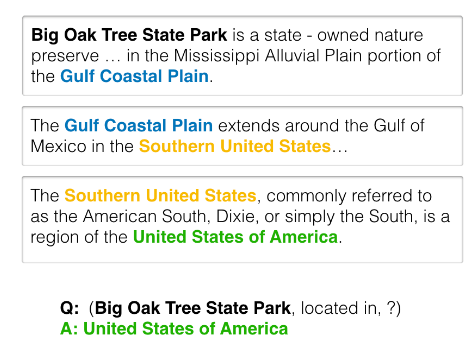 Big Oak Tree State Park is a state - owned nature
preserve … in the Mississippi Alluvial Plain portion of
the Gulf Coastal Plain.
The Gulf Coastal Plain extends around the Gulf of
Mexico in the Southern United States…
The Southern United States, commonly referred to
as the American South, Dixie, or simply the South, is a
region of the United States of America.
Q: (Big Oak Tree State Park, located in, ?)
A: United States of America